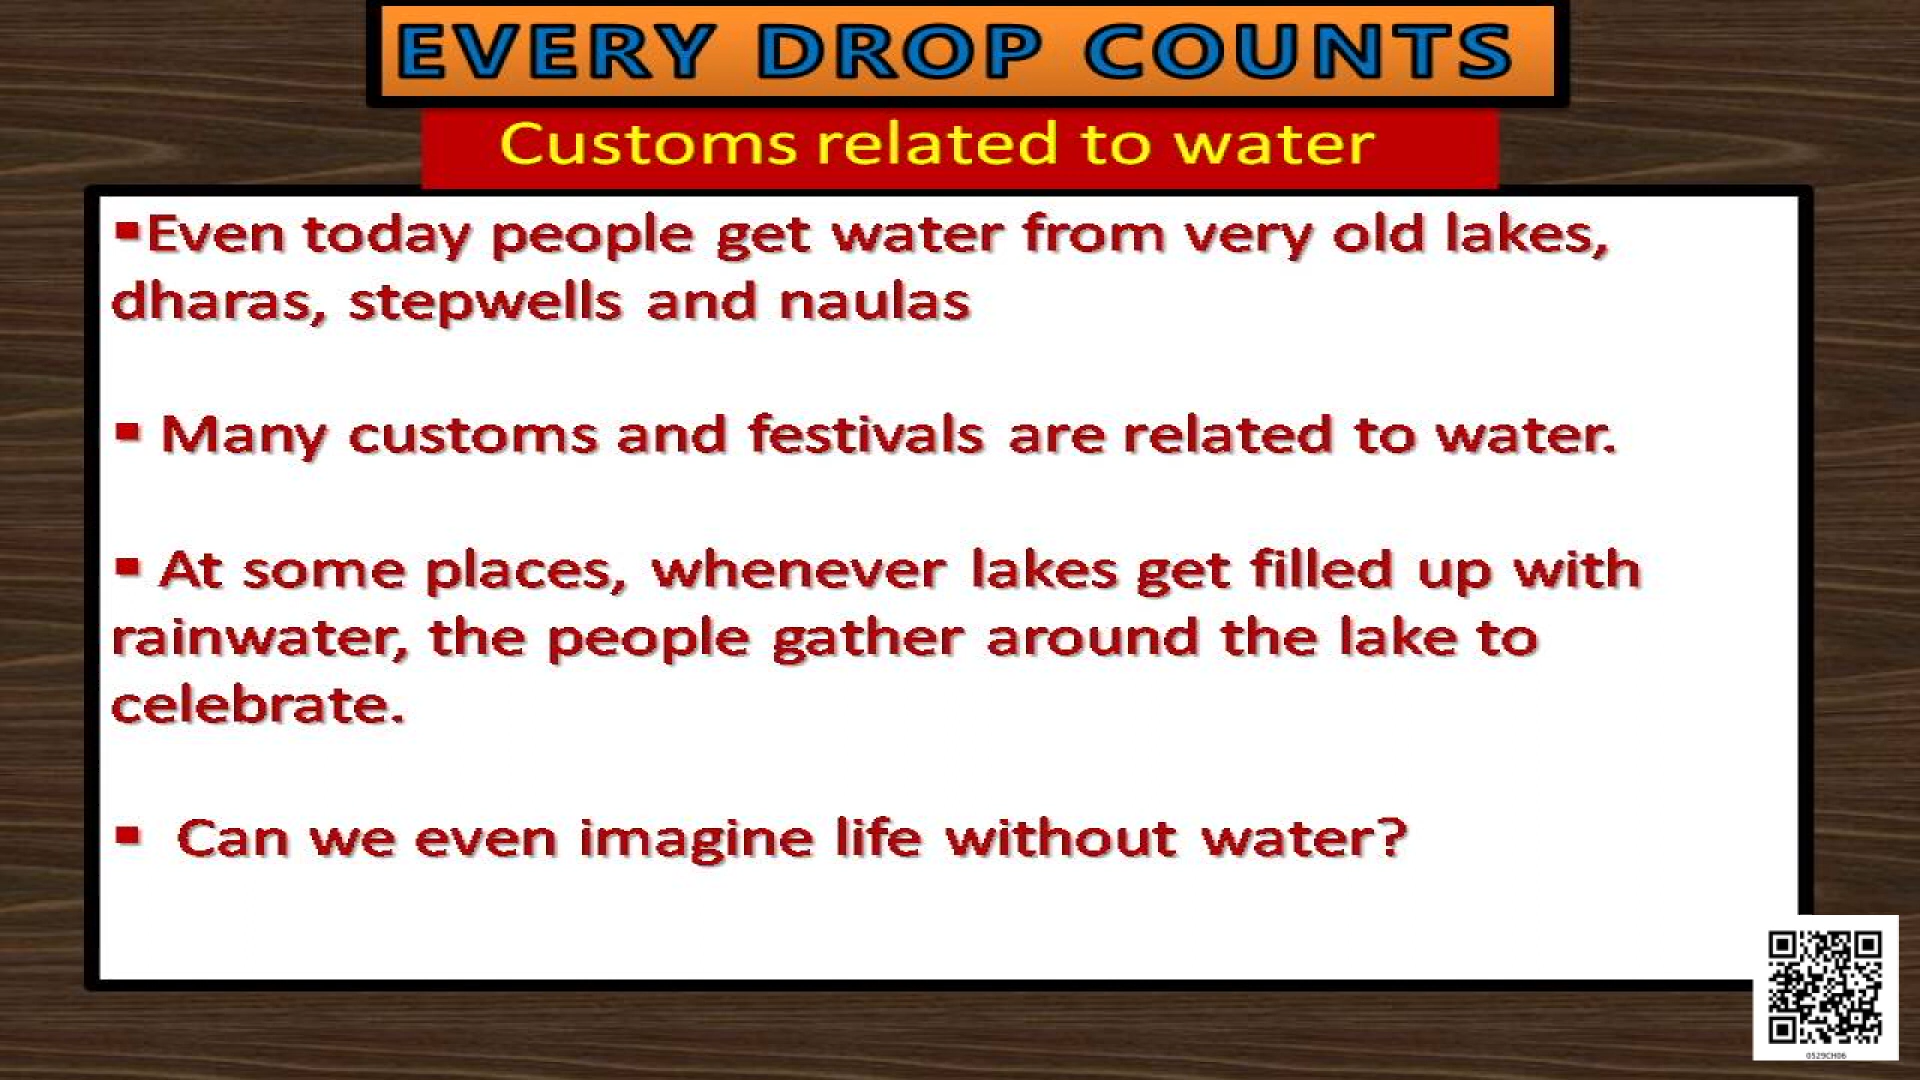 EVERY DROP COUNTS
Customs related to water
▪Even today people get water from very old lakes,
dharas, stepwells and naulas
▪ Many customs and festivals are related to water.
▪ At some places, whenever lakes get filled up with
rainwater, the people gather around the lake to
celebrate.
▪ Can we even imagine life without water?
0529CH06